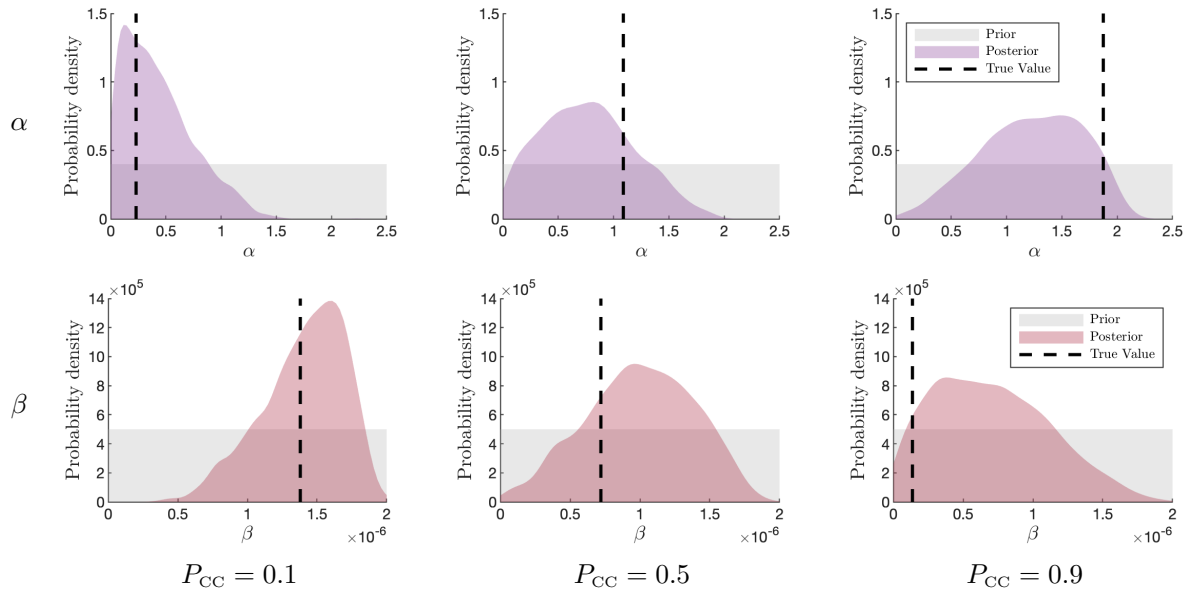 α
Probability density
1.5
1
0.5
0
0 0.5 1 1.5 2 2.5
α
Probability density
1.5
1
0.5
0
0 0.5 1 1.5 2 2.5
α
Probability density
1.5
1
0.5
0
0 0.5 1 1.5 2 2.5
α
Prior
Posterior
True Value
β
Probability density
×10⁵
14
12
10
8
6
4
2
0
0 0.5 1 1.5 2
β
×10⁻⁶
Probability density
×10⁵
14
12
10
8
6
4
2
0
0 0.5 1 1.5 2
β
×10⁻⁶
Probability density
×10⁵
14
12
10
8
6
4
2
0
0 0.5 1 1.5 2
β
×10⁻⁶
Prior
Posterior
True Value
P_CC = 0.1
P_CC = 0.5
P_CC = 0.9